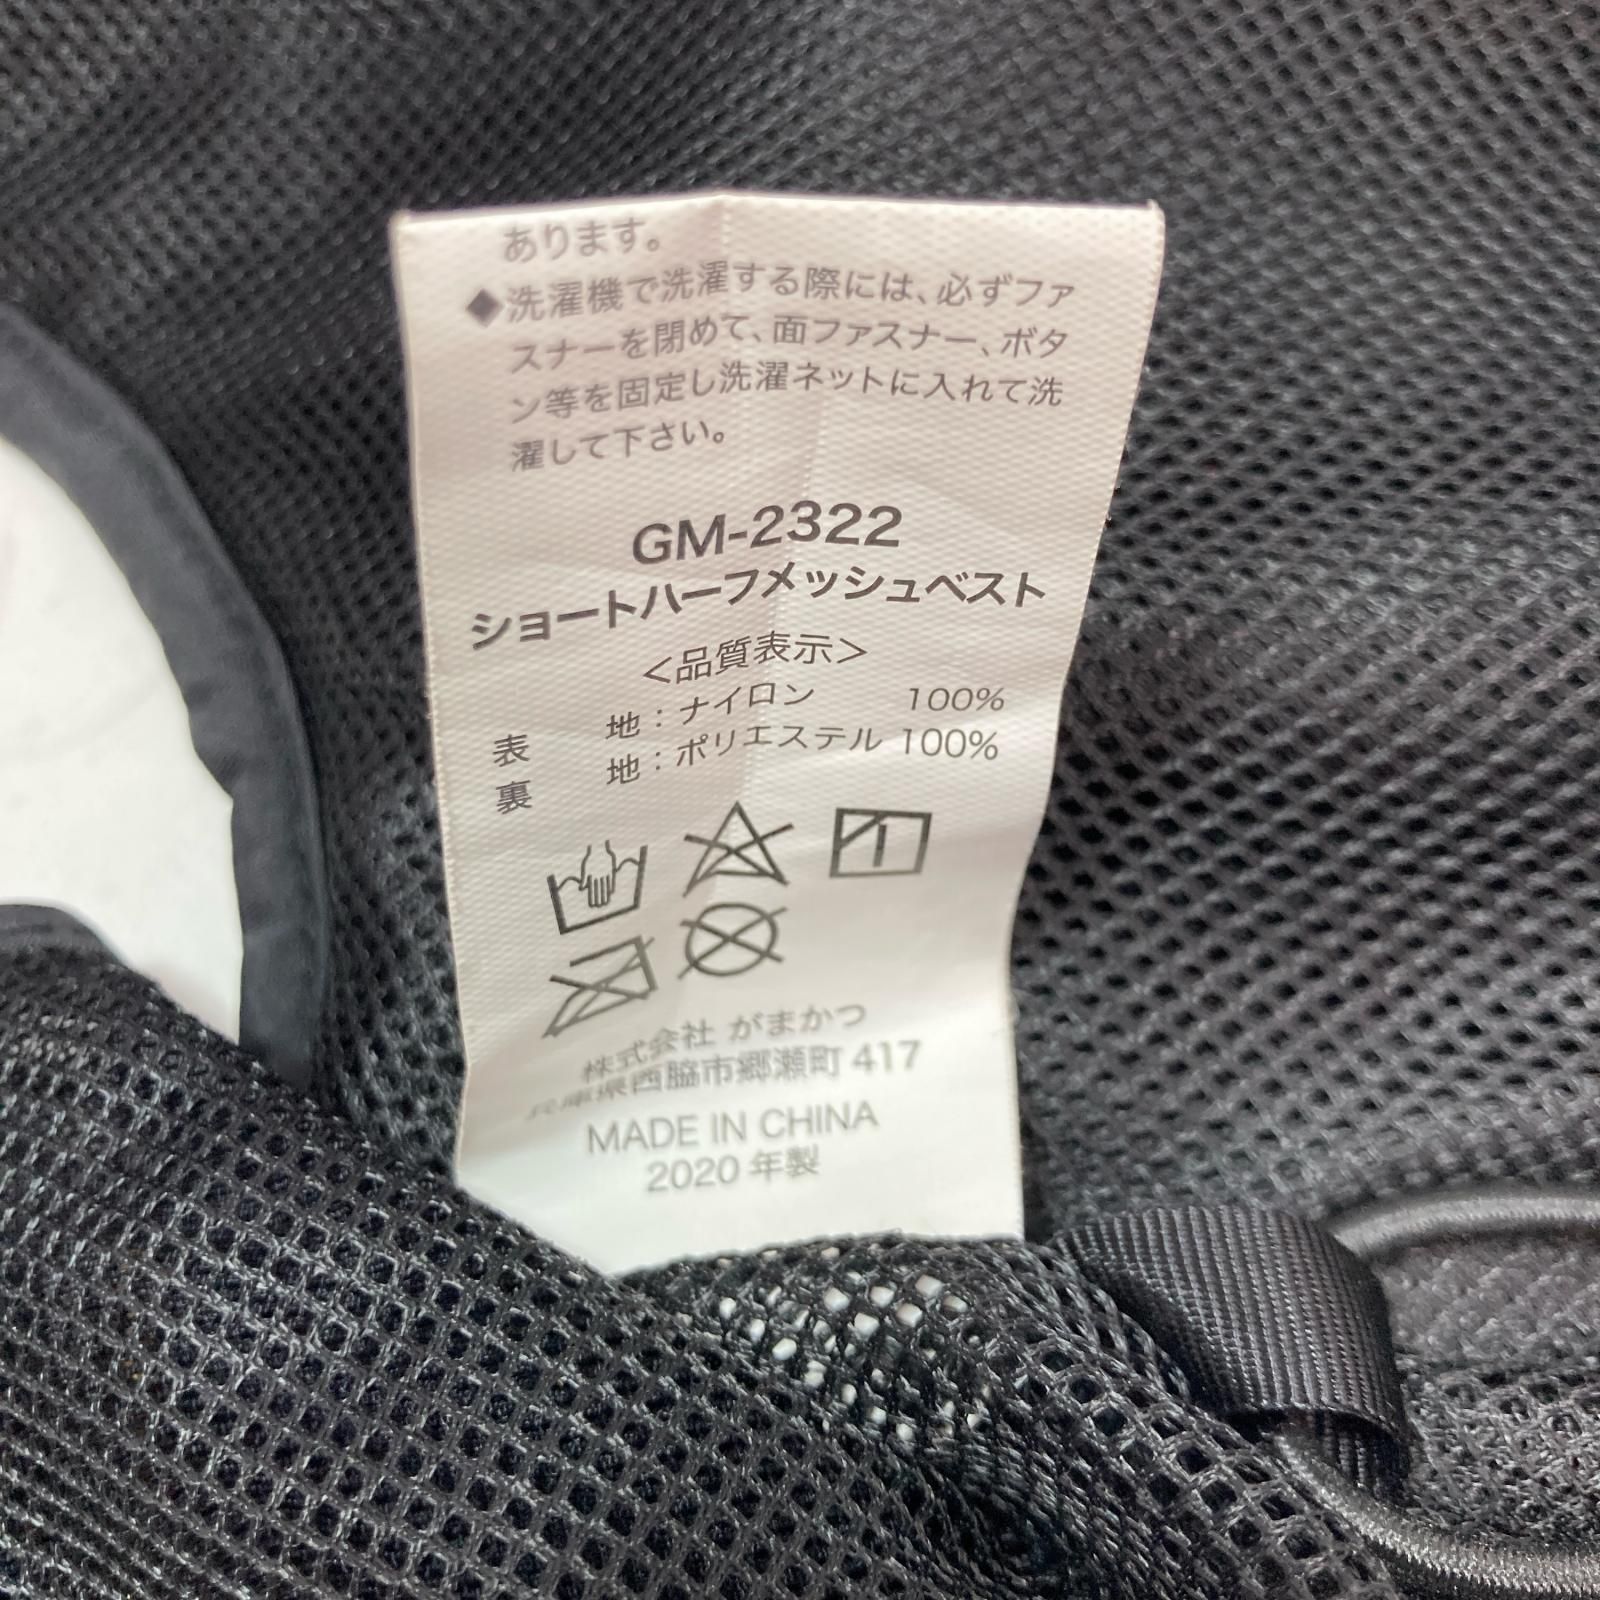 あります。
◆洗濯機で洗濯する際には、必ずファ
スナーを閉めて、面ファスナー、ボタ
ン等を固定し洗濯ネットに入れて洗
濯して下さい。
GM-2322
ショートハーフメッシュベスト
<品質表示>
表 地：ナイロン 100%
裏 地：ポリエステル 100%
株式会社 がまかつ
兵庫県西脇市郷瀬町 417
MADE IN CHINA
2020 年製